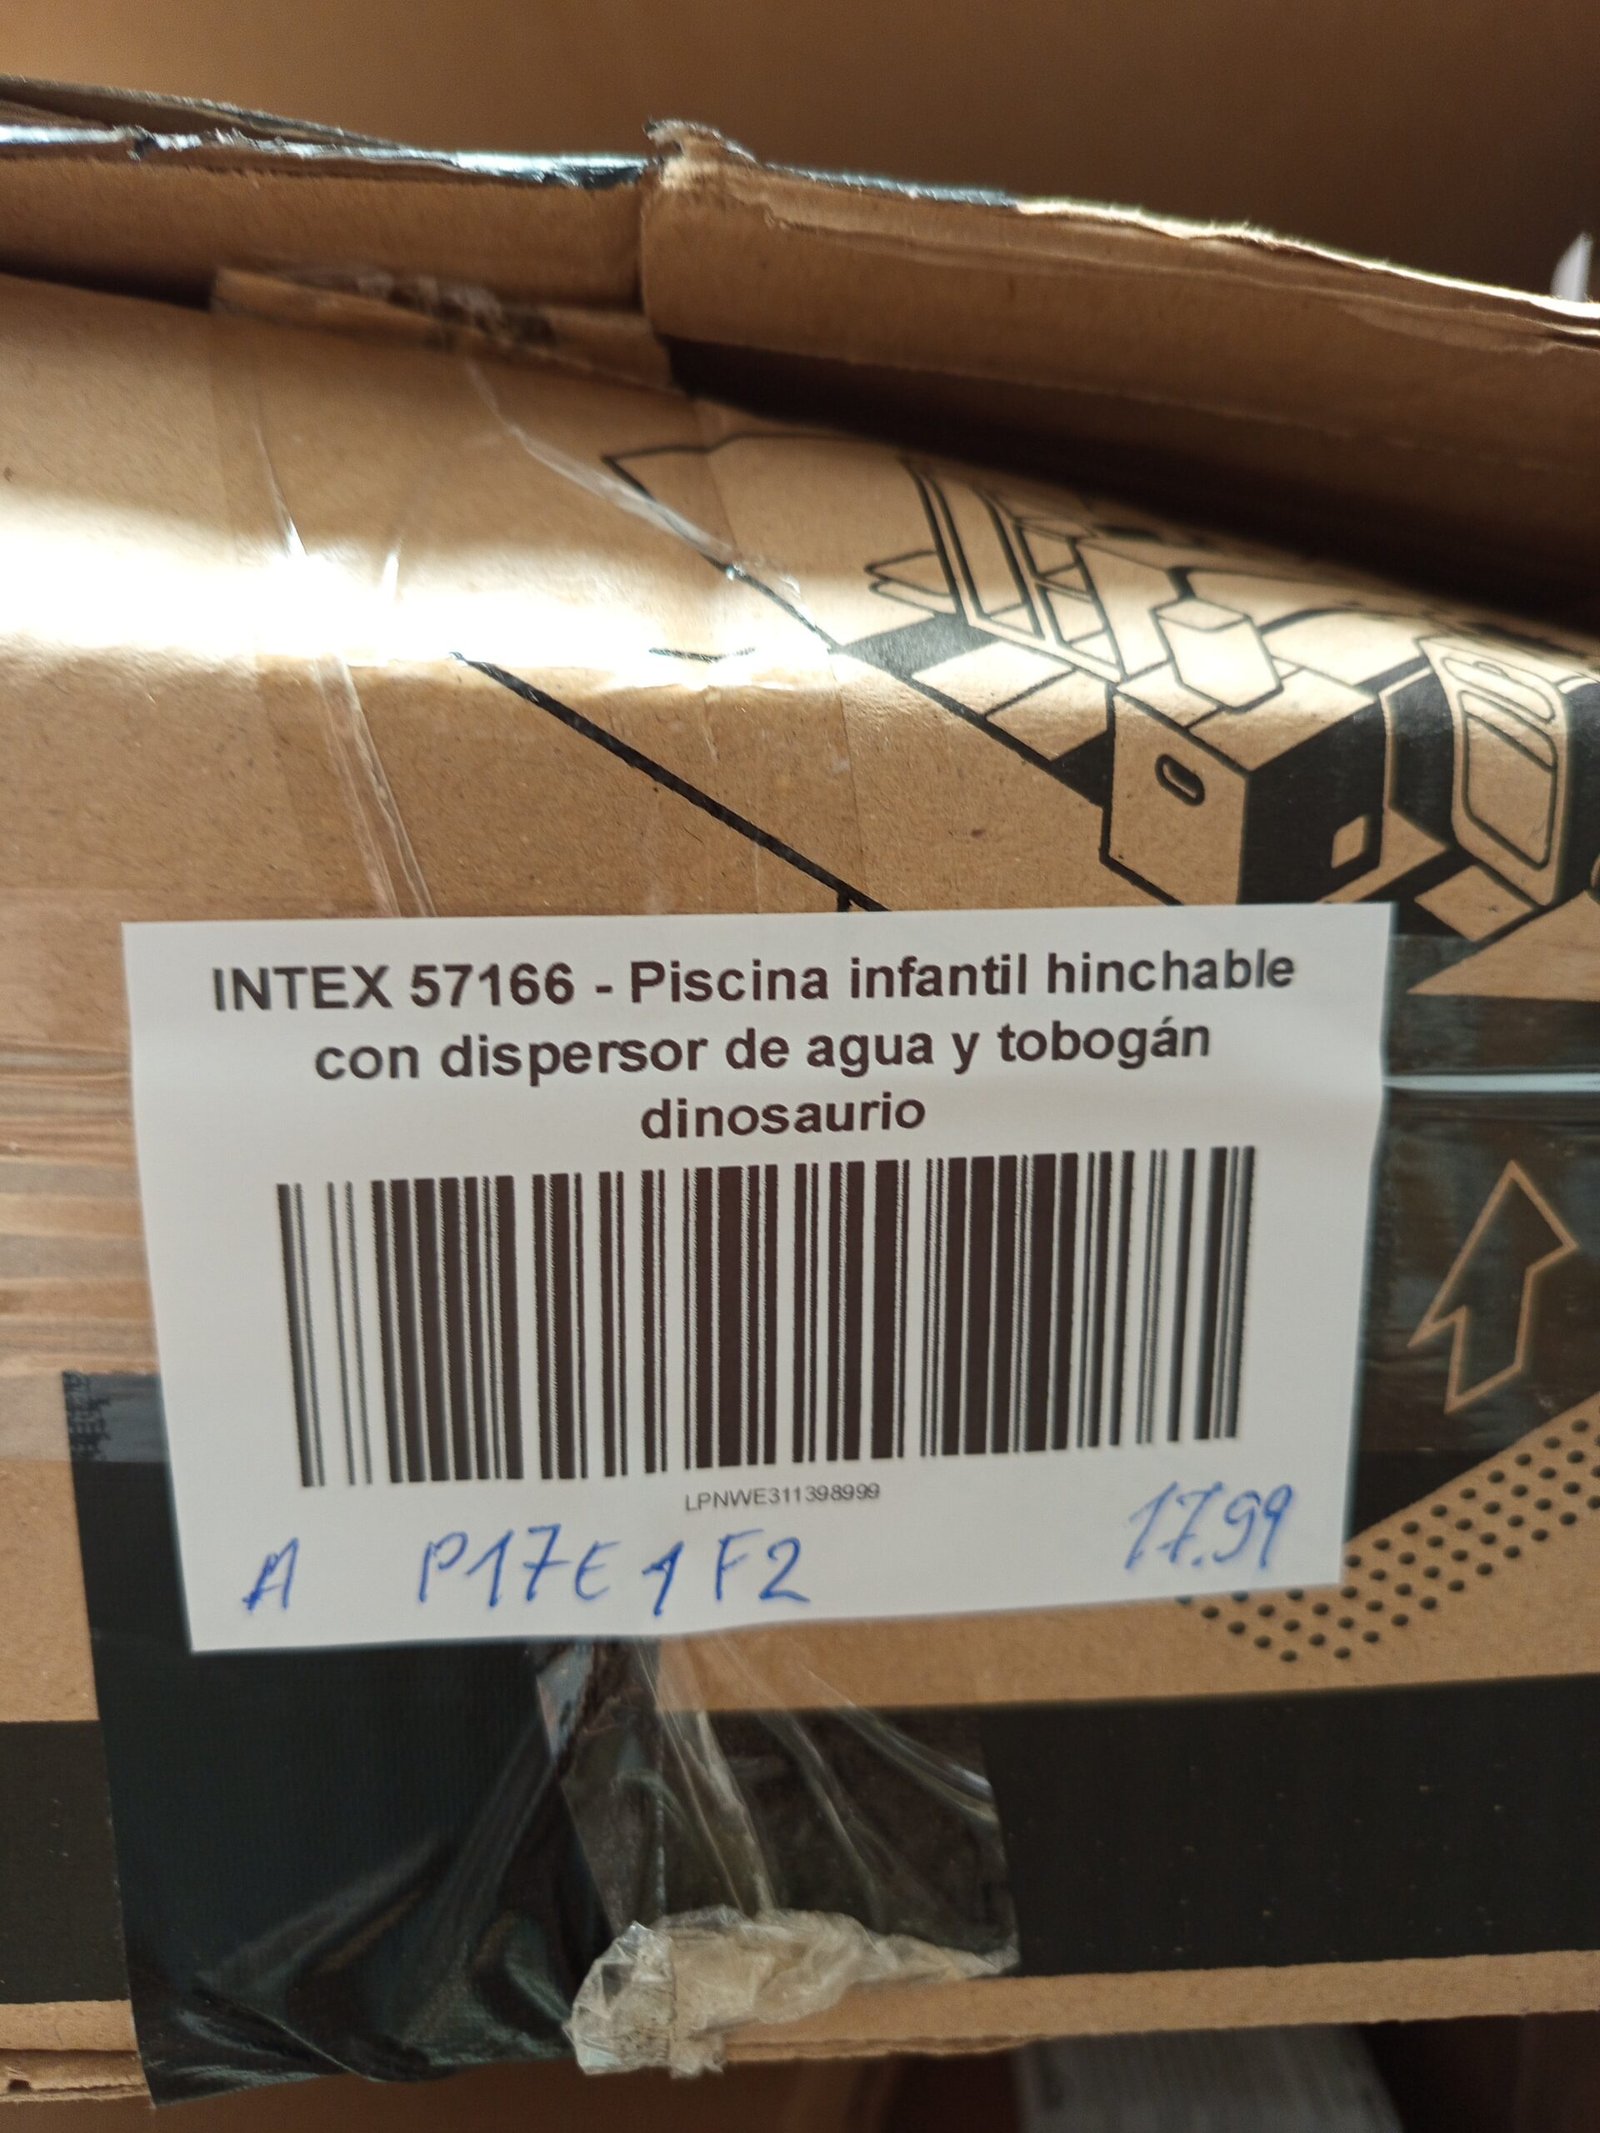 INTEX 57166 - Piscina infantil hinchable
con dispersor de agua y tobogán
dinosaurio
LPNWE311398999
A P17E1F2 17.99